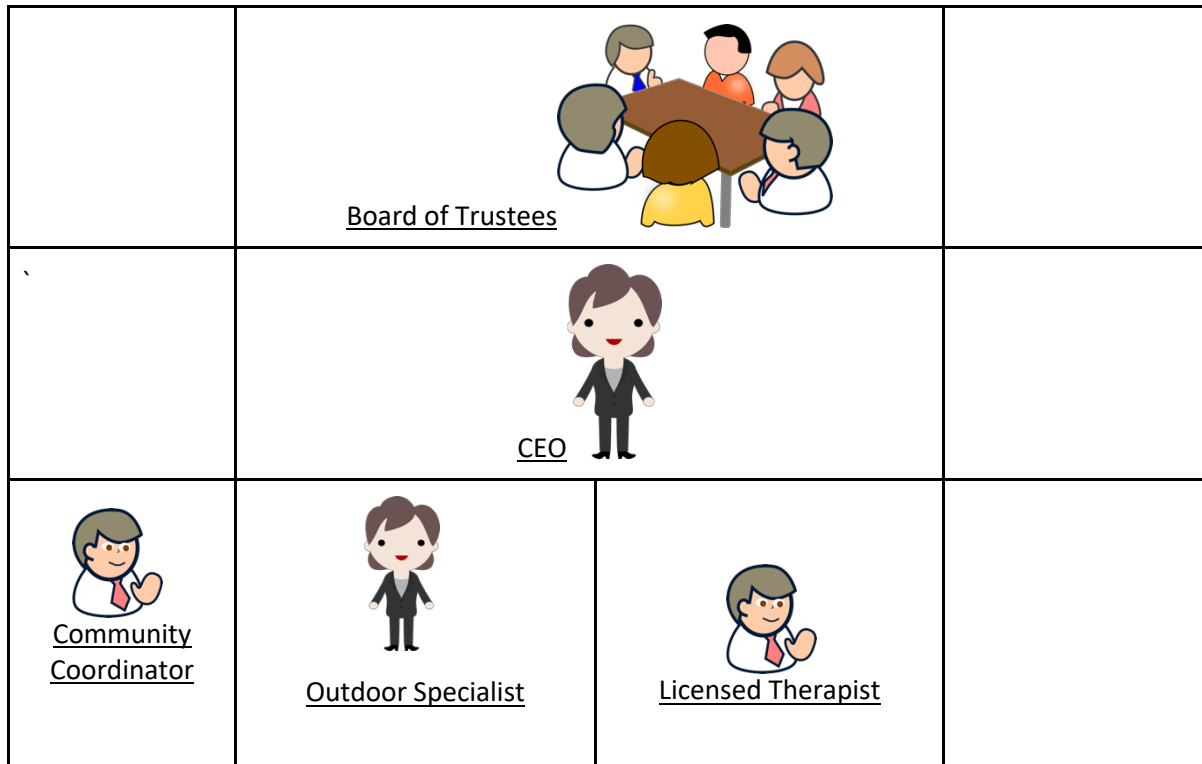 Board of Trustees
`
CEO
Community
Coordinator
Outdoor Specialist
Licensed Therapist